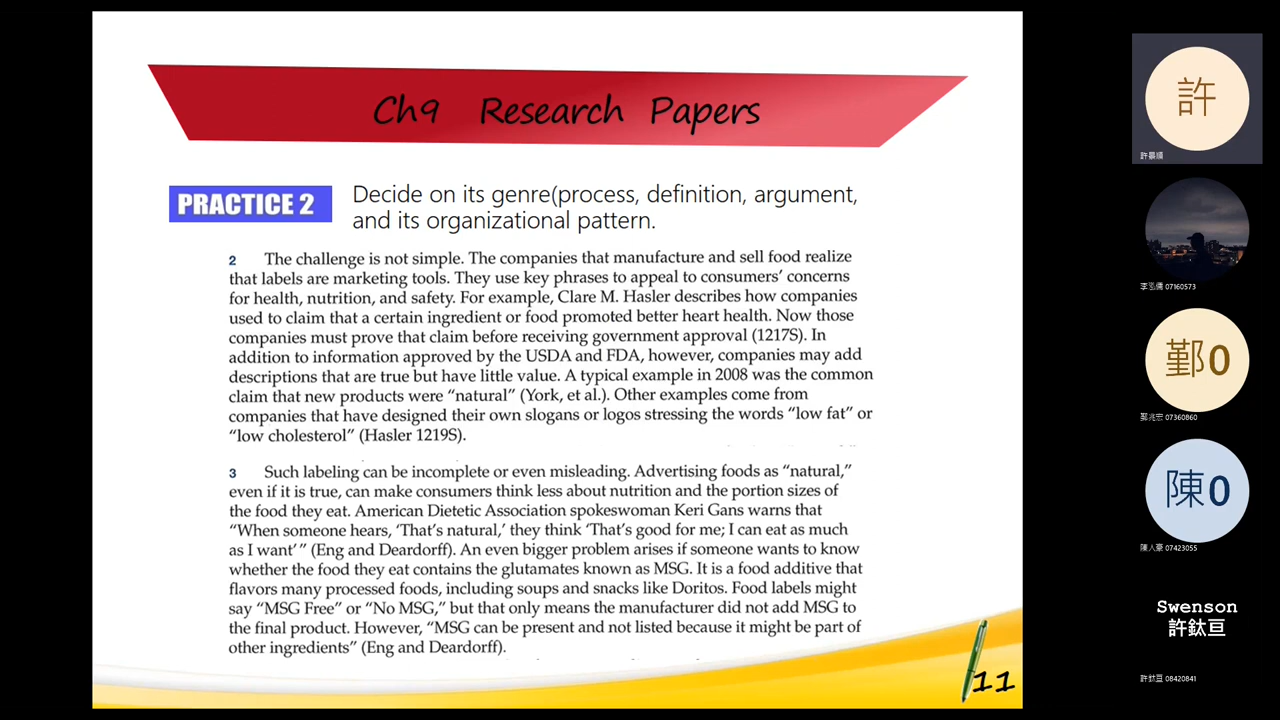 Ch9 Research Papers
PRACTICE 2
Decide on its genre(process, definition, argument,
and its organizational pattern.
2 The challenge is not simple. The companies that manufacture and sell food realize
that labels are marketing tools. They use key phrases to appeal to consumers' concerns
for health, nutrition, and safety. For example, Clare M. Hasler describes how companies
used to claim that a certain ingredient or food promoted better heart health. Now those
companies must prove that claim before receiving government approval (1217S). In
addition to information approved by the USDA and FDA, however, companies may add
descriptions that are true but have little value. A typical example in 2008 was the common
claim that new products were "natural" (York, et al.). Other examples come from
companies that have designed their own slogans or logos stressing the words "low fat" or
"low cholesterol" (Hasler 1219S).
3 Such labeling can be incomplete or even misleading. Advertising foods as "natural,"
even if it is true, can make consumers think less about nutrition and the portion sizes of
the food they eat. American Dietetic Association spokeswoman Keri Gans warns that
"When someone hears, 'That's natural,' they think 'That's good for me; I can eat as much
as I want'" (Eng and Deardorff). An even bigger problem arises if someone wants to know
whether the food they eat contains the glutamates known as MSG. It is a food additive that
flavors many processed foods, including soups and snacks like Doritos. Food labels might
say "MSG Free" or "No MSG," but that only means the manufacturer did not add MSG to
the final product. However, "MSG can be present and not listed because it might be part of
other ingredients" (Eng and Deardorff).
11
許
07160573
鄞0
07360860
陳0
07423055
Swenson
許鈦亘
許鈦亘 08420841